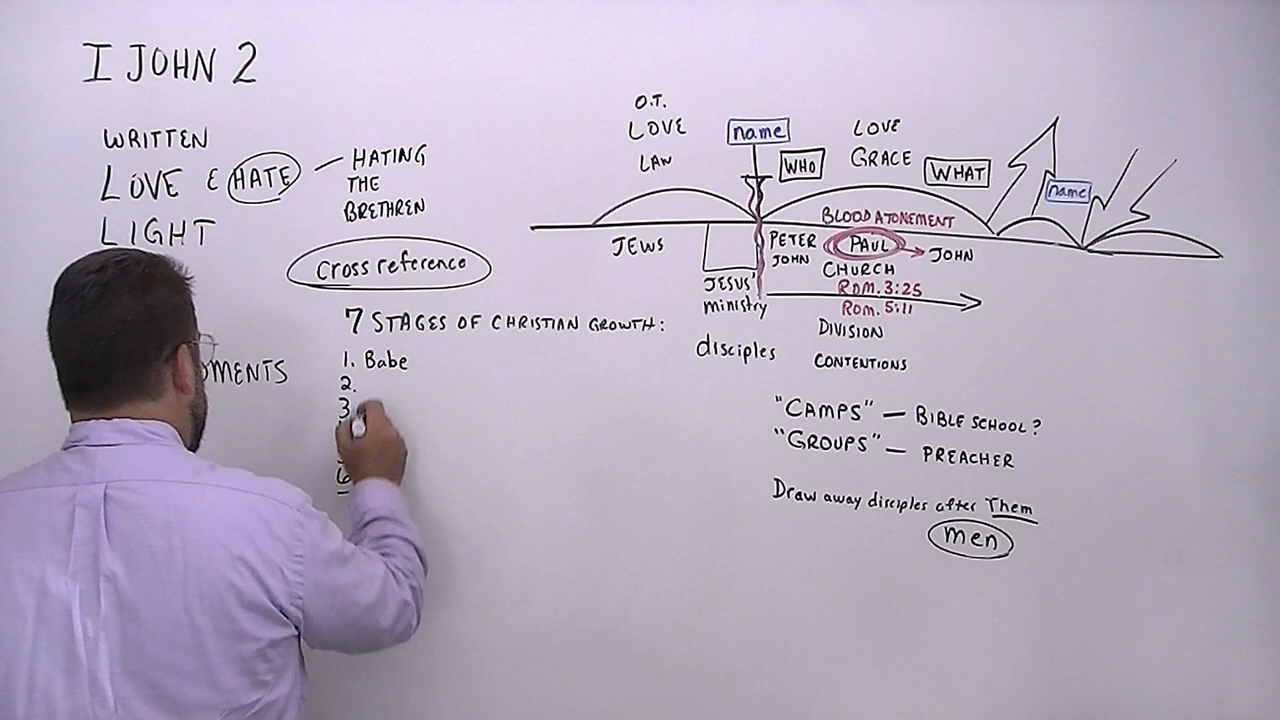 I JOHN 2
WRITTEN
LOVE & HATE — HATING
THE
BRETHREN
LIGHT
Cross reference
7 STAGES OF CHRISTIAN GROWTH:
1. Babe
2.
3
6
MENTS
O.T.
LOVE
LAW
name
WHO
LOVE
GRACE
WHAT
name
BLOOD ATONEMENT
JEWS
JESUS'
ministry
disciples
PETER
JOHN
PAUL
JOHN
CHURCH
ROM. 3:25
ROM. 5:11
DIVISION
CONTENTIONS
"CAMPS" — BIBLE SCHOOL?
"GROUPS" — PREACHER
Draw away disciples after Them
men